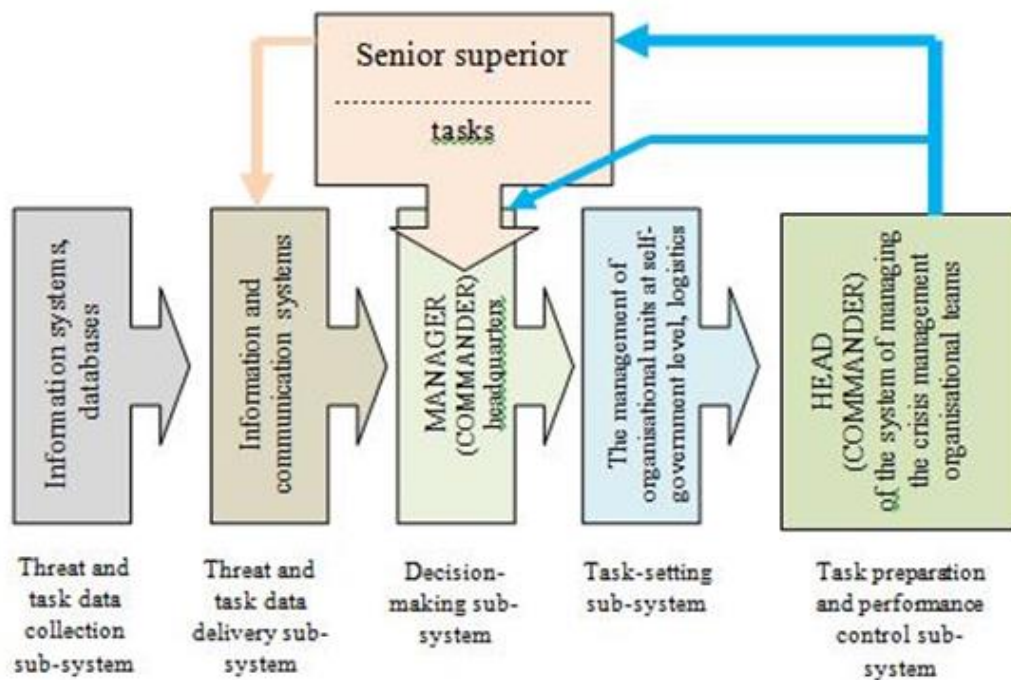 Senior superior
tasks
Information systems,
databases
Information and
communication systems
MANAGER
(COMMANDER)
headquarters
The management of
organisational units at self-
government level, logistics
HEAD
(COMMANDER)
of the system of managing
the crisis management
organisational teams
Threat and
task data
collection
sub-system
Threat and
task data
delivery sub-
system
Decision-
making sub-
system
Task-setting
sub-system
Task preparation
and performance
control sub-
system